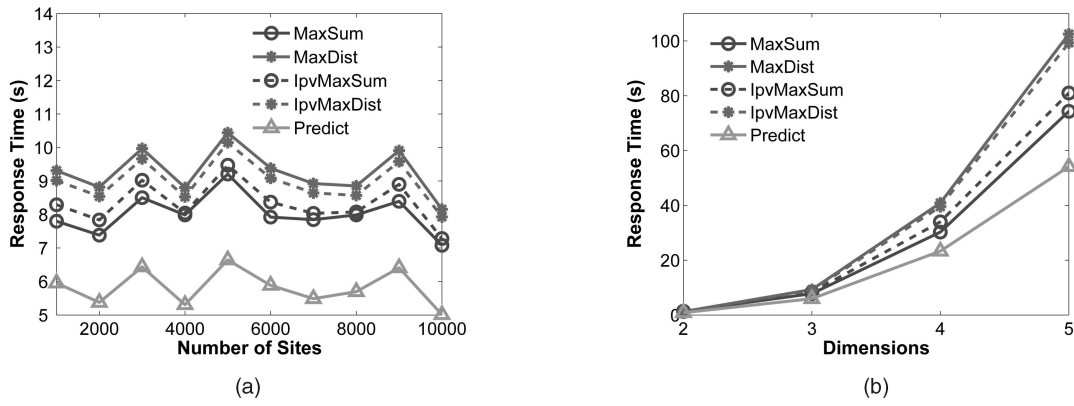 14
13
12
11
10
9
8
7
6
5
Response Time (s)
MaxSum
MaxDist
IpvMaxSum
IpvMaxDist
Predict
2000
4000
6000
8000
10000
Number of Sites
(a)
100
80
60
40
20
0
Response Time (s)
MaxSum
MaxDist
IpvMaxSum
IpvMaxDist
Predict
2
3
4
5
Dimensions
(b)